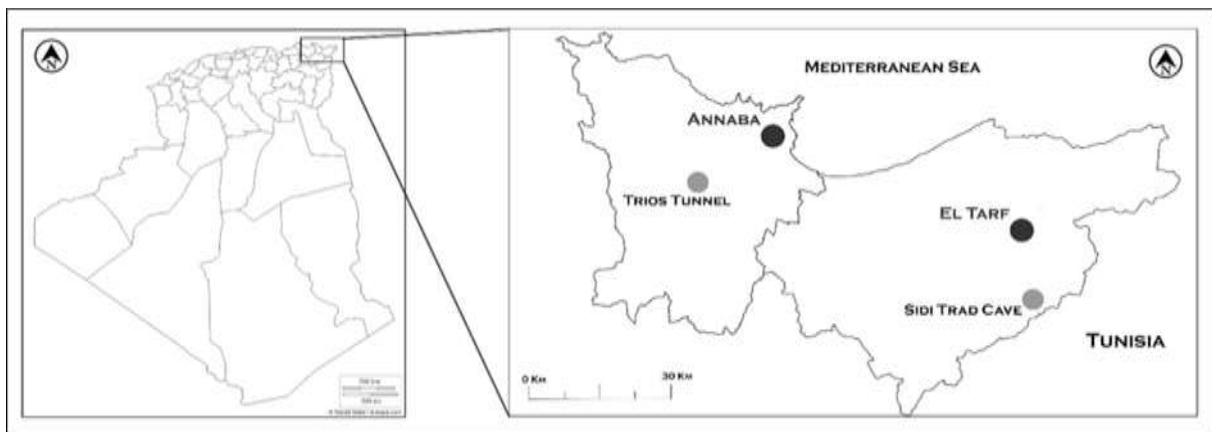 N
MEDITERRANEAN SEA
N
ANNABA
TRIOS TUNNEL
EL TARF
SIDI TRAD CAVE
TUNISIA
0 KM 30 KM